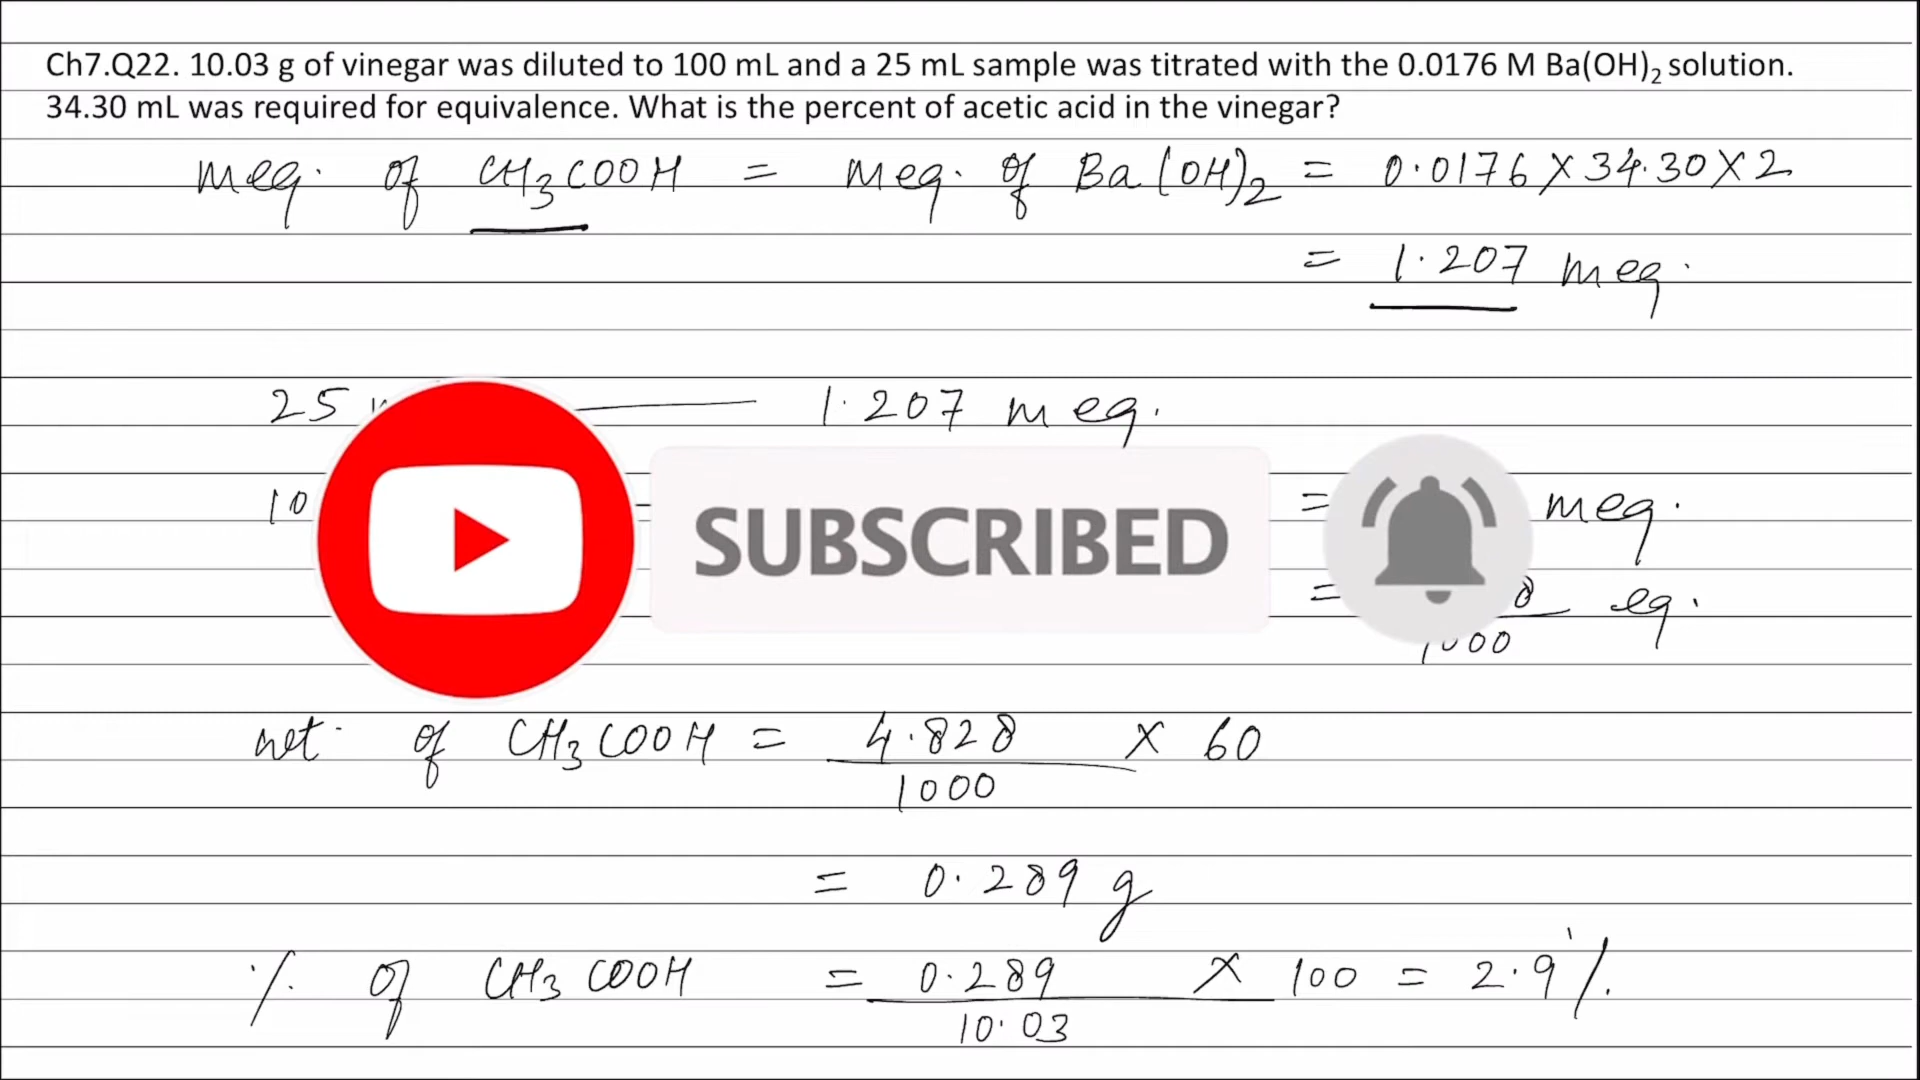 Ch7.Q22. 10.03 g of vinegar was diluted to 100 mL and a 25 mL sample was titrated with the 0.0176 M Ba(OH)₂ solution.
34.30 mL was required for equivalence. What is the percent of acetic acid in the vinegar?
meq. of CH₃COOH = meq. of Ba(OH)₂ = 0.0176 X 34.30 X 2
= 1.207 meq.
25 1.207 meq.
10 = meq.
SUBSCRIBED
= 8 eq.
1000
wt. of CH₃COOH = 4.828 X 60
1000
= 0.289 g
% of CH₃COOH = 0.289 X 100 = 2.9%.
10.03